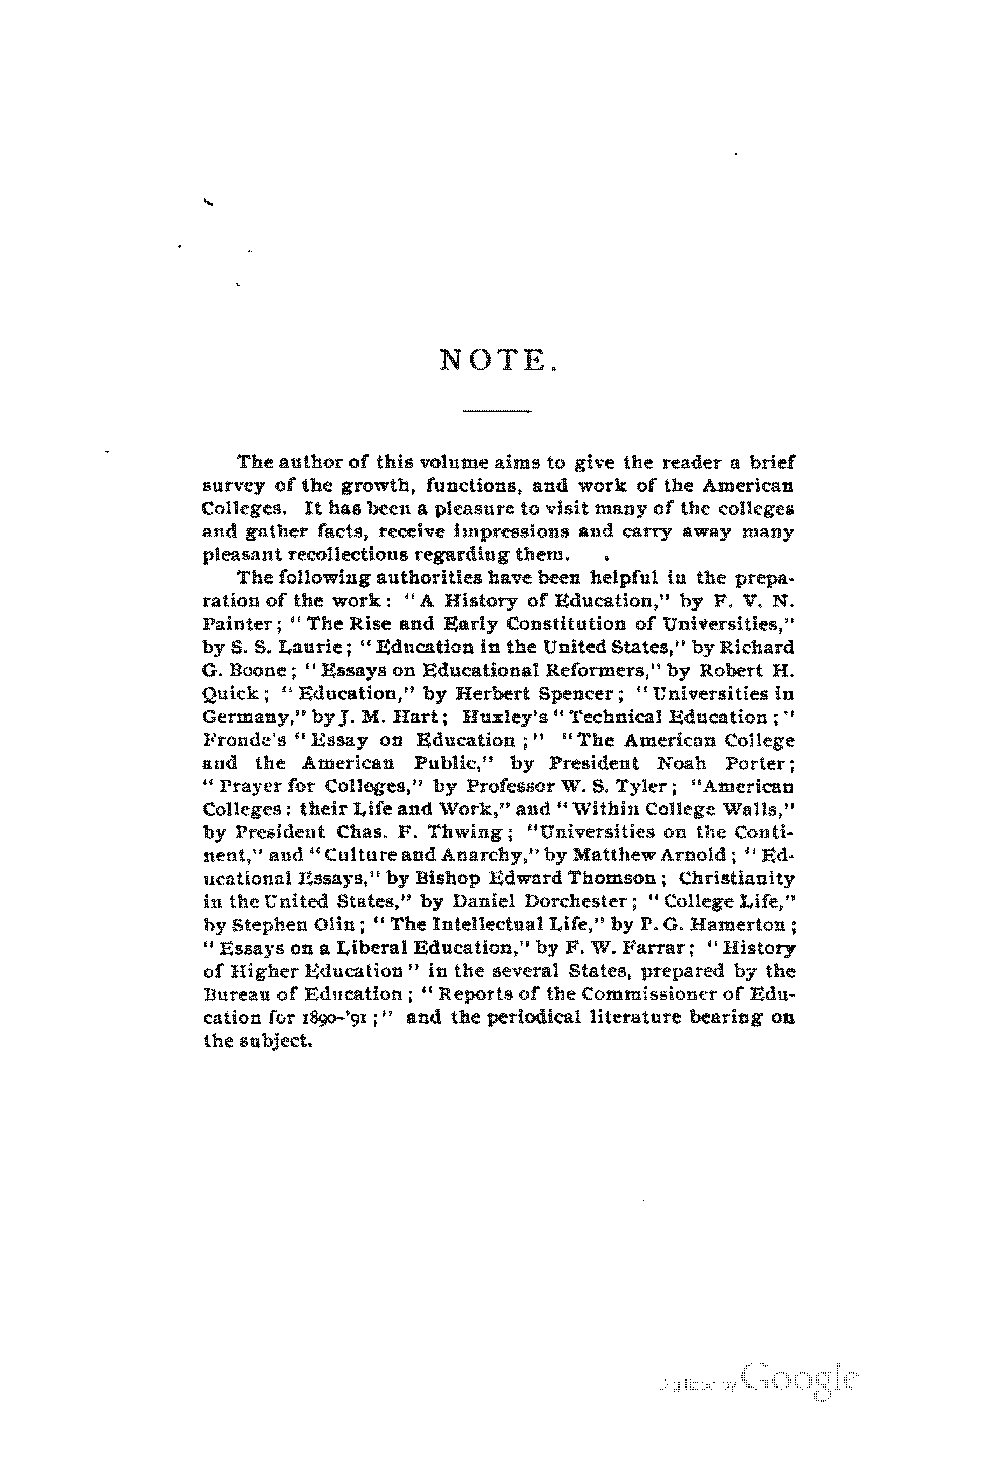 NOTE.
The author of this volume aims to give the reader a brief
survey of the growth, functions, and work of the American
Colleges. It has been a pleasure to visit many of the colleges
and gather facts, receive impressions and carry away many
pleasant recollections regarding them.
The following authorities have been helpful in the prepa-
ration of the work: "A History of Education," by F. V. N.
Painter; "The Rise and Early Constitution of Universities,"
by S. S. Laurie; "Education in the United States," by Richard
G. Boone; "Essays on Educational Reformers," by Robert H.
Quick; "Education," by Herbert Spencer; "Universities in
Germany," by J. M. Hart; Huxley's "Technical Education;"
Fronde's "Essay on Education;" "The American College
and the American Public," by President Noah Porter;
"Prayer for Colleges," by Professor W. S. Tyler; "American
Colleges: their Life and Work," and "Within College Walls,"
by President Chas. F. Thwing; "Universities on the Conti-
nent," and "Culture and Anarchy," by Matthew Arnold; "Ed-
ucational Essays," by Bishop Edward Thomson; Christianity
in the United States," by Daniel Dorchester; "College Life,"
by Stephen Olin; "The Intellectual Life," by P. G. Hamerton;
"Essays on a Liberal Education," by F. W. Farrar; "History
of Higher Education" in the several States, prepared by the
Bureau of Education; "Reports of the Commissioner of Edu-
cation for 1890-'91;" and the periodical literature bearing on
the subject.
Digitized by Google